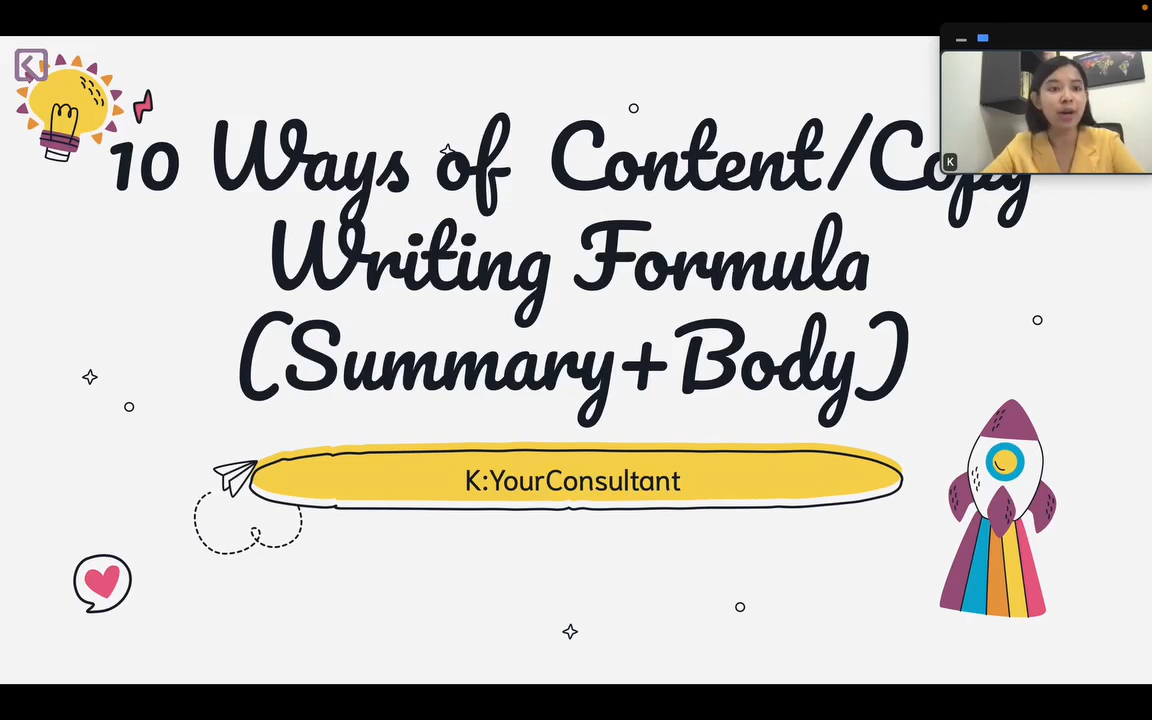 10 Ways of Content/Copy
Writing Formula
(Summary+Body)
K:YourConsultant
K
K